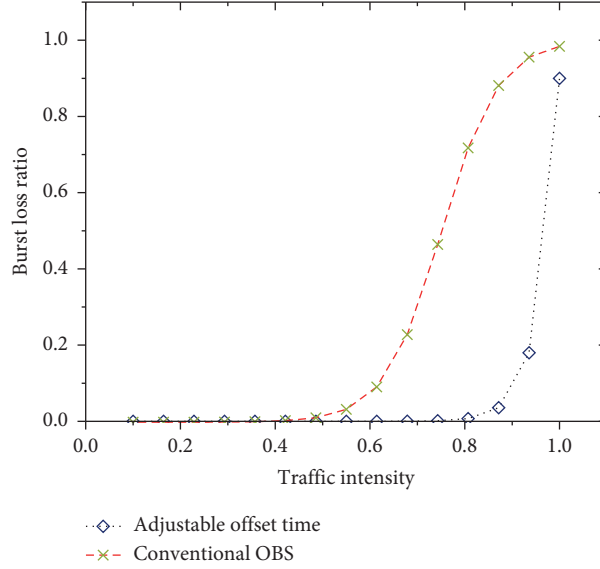 1.0
0.8
0.6
0.4
0.2
0.0
Burst loss ratio
0.0 0.2 0.4 0.6 0.8 1.0
Traffic intensity
Adjustable offset time
Conventional OBS